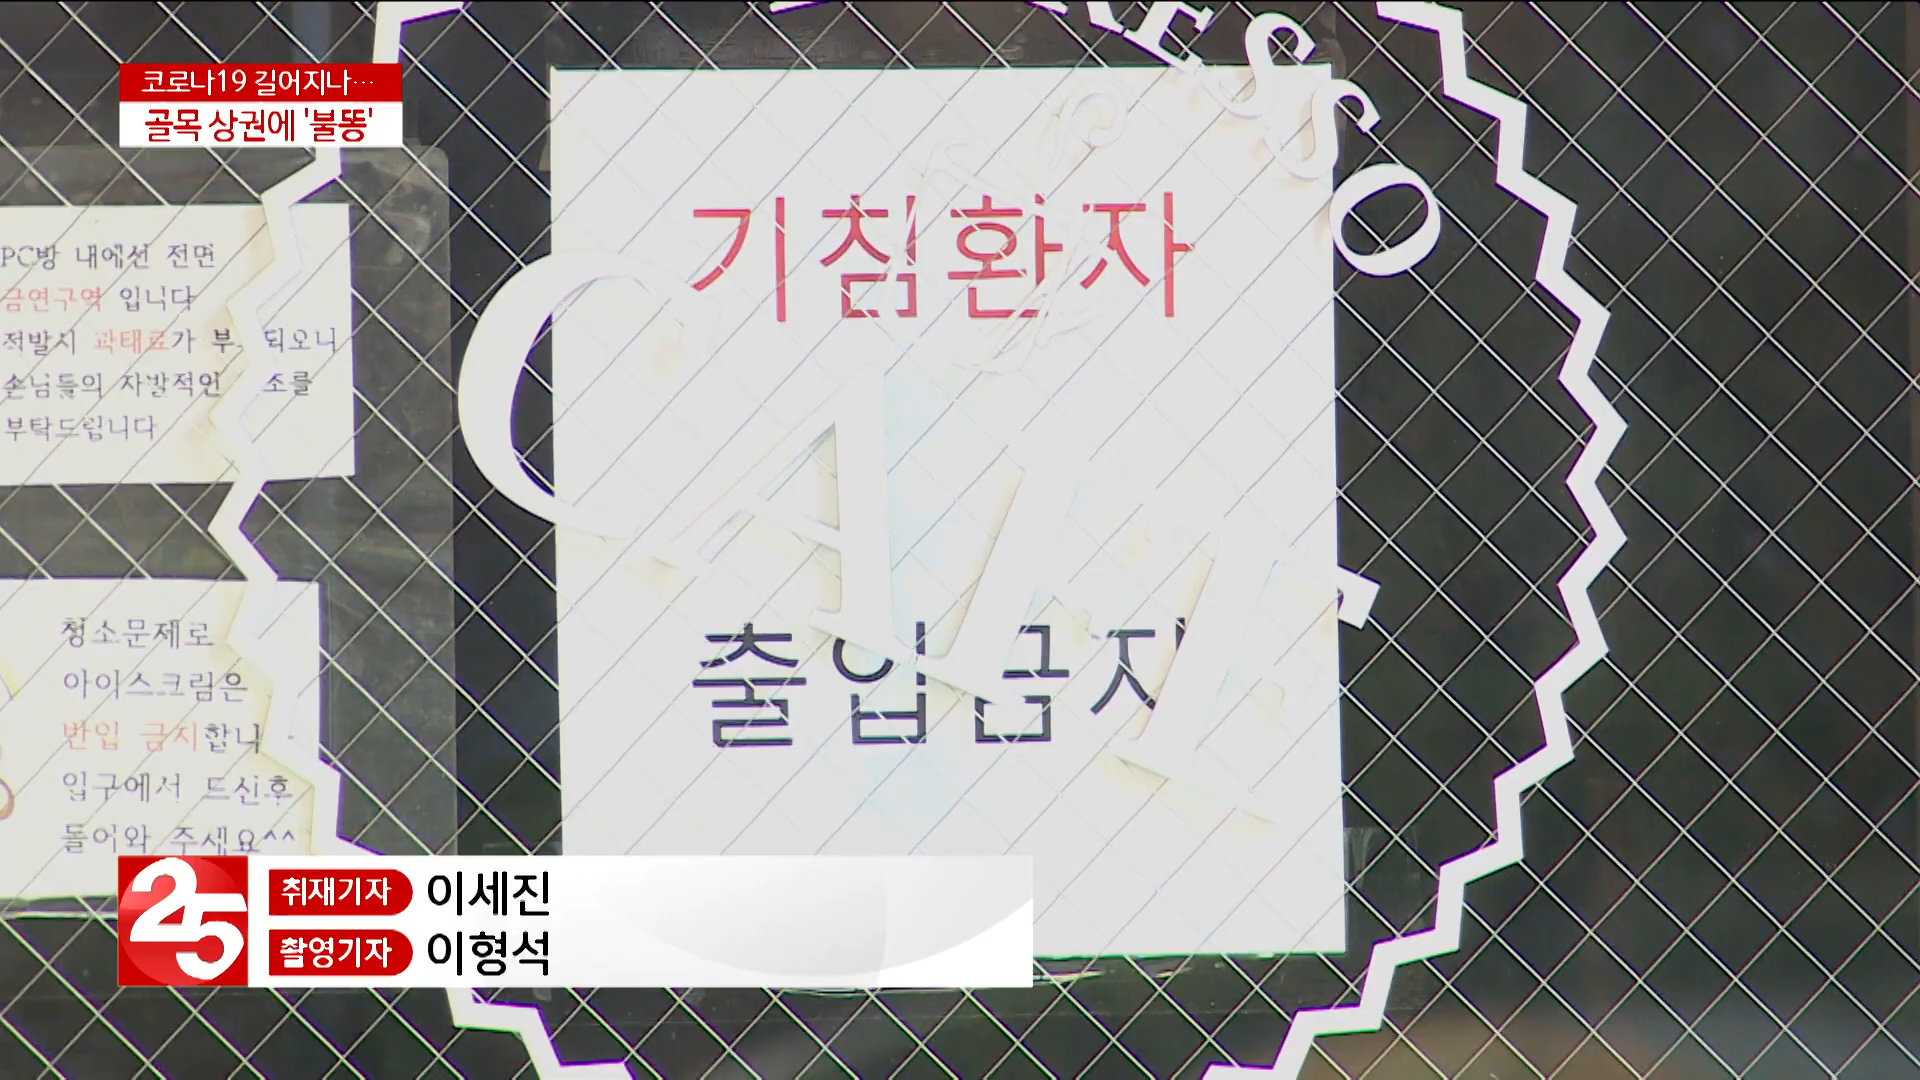 코로나19 길어지나…
골목 상권에 '불똥'
RESSO
기침환자
출입금지
PC방 내에선 전면
금연구역 입니다
적발시 과태료가 부 되오니
손님들의 자발적인 조를
부탁드립니다
청소문제로
아이스크림은
반입 금지합니
입구에서 드신후
들어와 주세요^^
25
취재기자 이세진
촬영기자 이형석